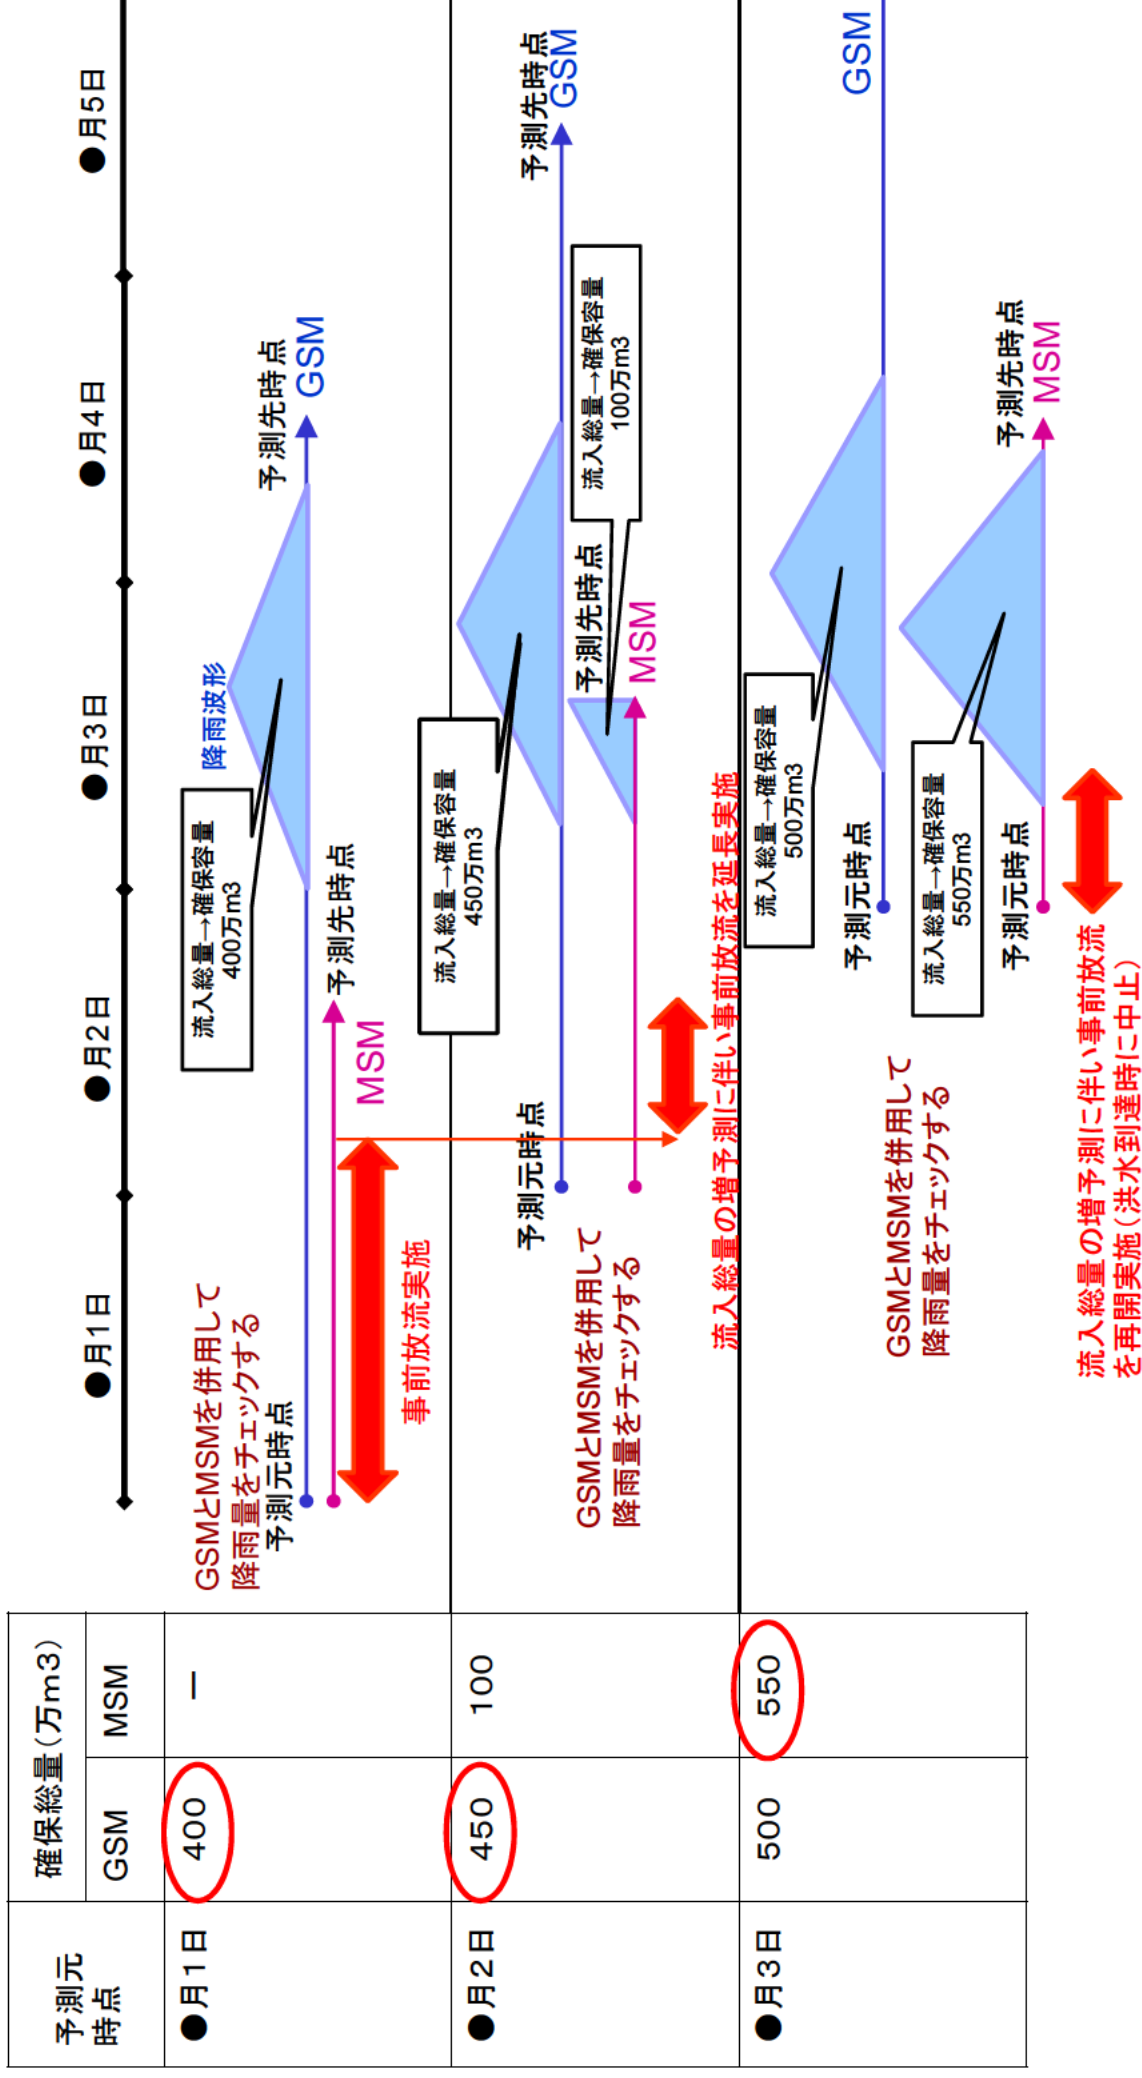 予測元
時点
確保総量(万m3)
GSM
MSM
●月1日
●月2日
●月3日
●月4日
●月5日
●月1日
400
ー
GSMとMSMを併用して
降雨量をチェックする
予測元時点
流入総量→確保容量
400万m3
降雨波形
予測先時点
GSM
予測先時点
MSM
事前放流実施
●月2日
450
100
流入総量→確保容量
450万m3
予測先時点
GSM
予測元時点
GSMとMSMを併用して
降雨量をチェックする
予測先時点
MSM
流入総量→確保容量
100万m3
流入総量の増予測に伴い事前放流を延長実施
●月3日
500
550
流入総量→確保容量
500万m3
予測元時点
GSM
GSMとMSMを併用して
降雨量をチェックする
流入総量→確保容量
550万m3
予測元時点
予測先時点
MSM
流入総量の増予測に伴い事前放流
を再開実施(洪水到達時に中止)